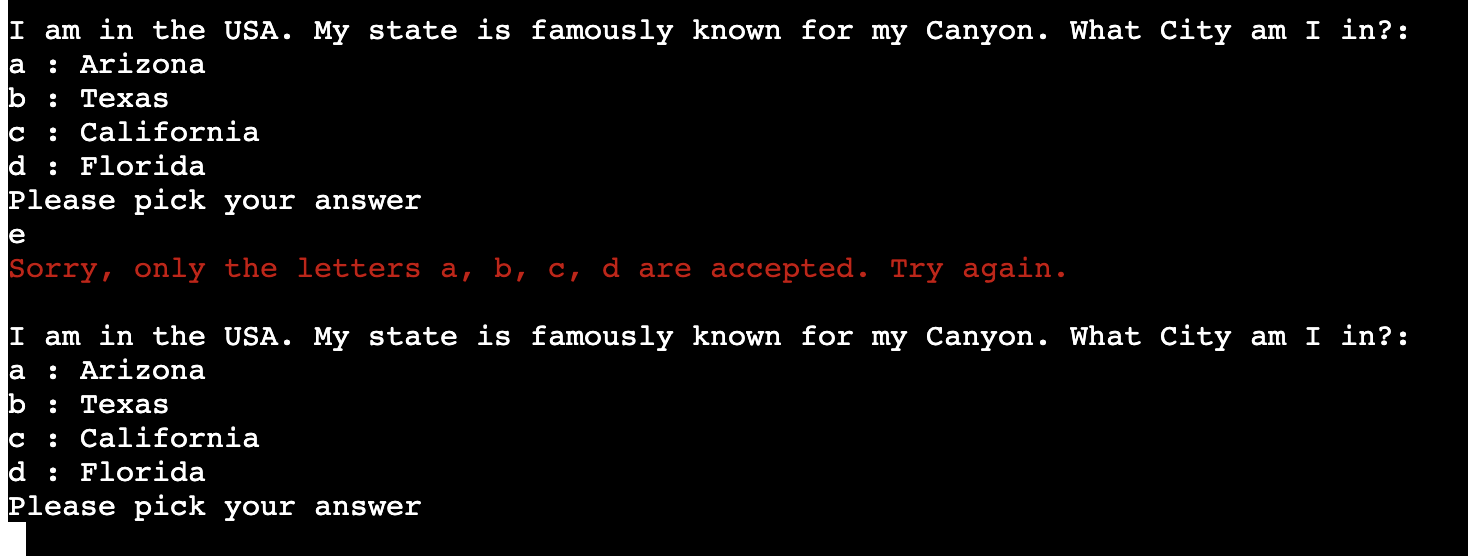 I am in the USA. My state is famously known for my Canyon. What City am I in?:
a : Arizona
b : Texas
c : California
d : Florida
Please pick your answer
e
Sorry, only the letters a, b, c, d are accepted. Try again.
I am in the USA. My state is famously known for my Canyon. What City am I in?:
a : Arizona
b : Texas
c : California
d : Florida
Please pick your answer